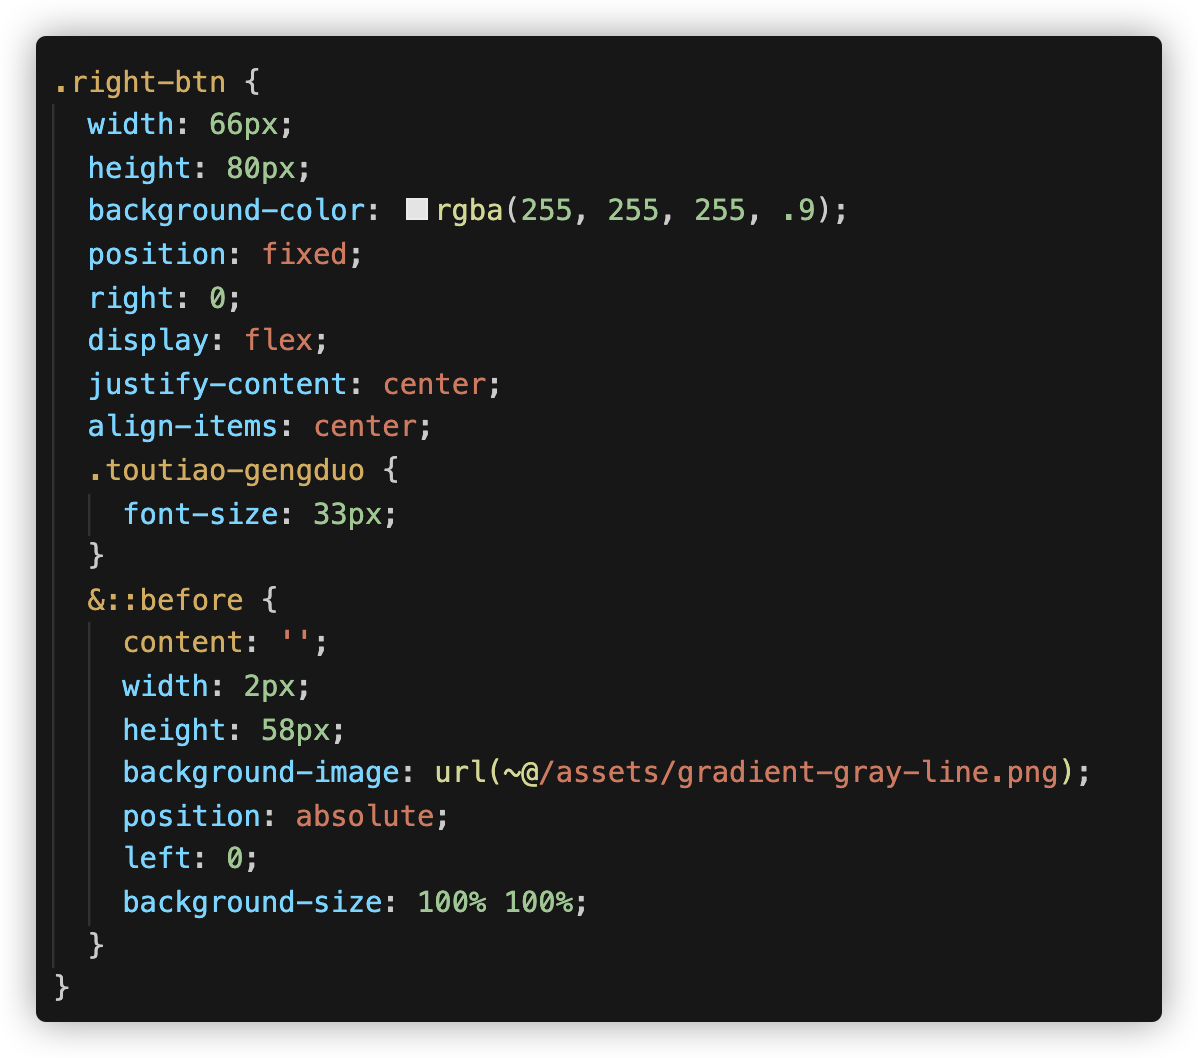 .right-btn {
width: 66px;
height: 80px;
background-color: rgba(255, 255, 255, .9);
position: fixed;
right: 0;
display: flex;
justify-content: center;
align-items: center;
.toutiao-gengduo {
font-size: 33px;
}
&::before {
content: '';
width: 2px;
height: 58px;
background-image: url(~@/assets/gradient-gray-line.png);
position: absolute;
left: 0;
background-size: 100% 100%;
}
}